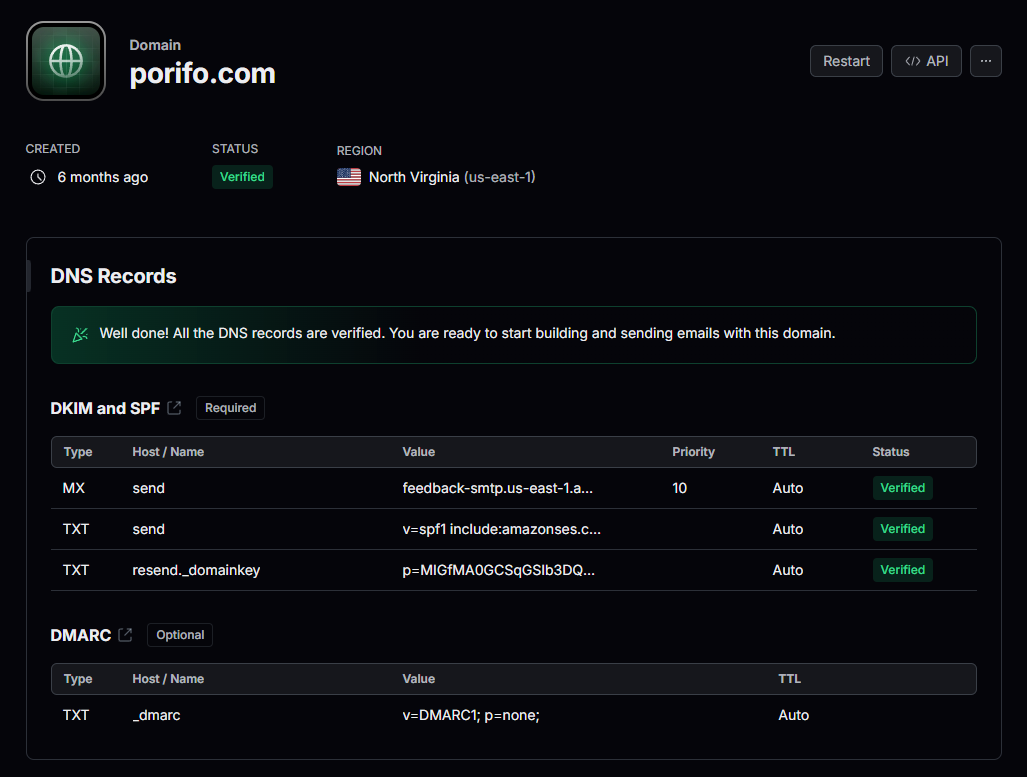 Domain
porifo.com
Restart
</> API
...
CREATED
STATUS
REGION
6 months ago
Verified
North Virginia (us-east-1)
DNS Records
Well done! All the DNS records are verified. You are ready to start building and sending emails with this domain.
DKIM and SPF Required
Type Host / Name Value Priority TTL Status
MX send feedback-smtp.us-east-1.a... 10 Auto Verified
TXT send v=spf1 include:amazonses.c... Auto Verified
TXT resend._domainkey p=MIGfMA0GCSqGSIb3DQ... Auto Verified
DMARC Optional
Type Host / Name Value TTL
TXT _dmarc v=DMARC1; p=none; Auto